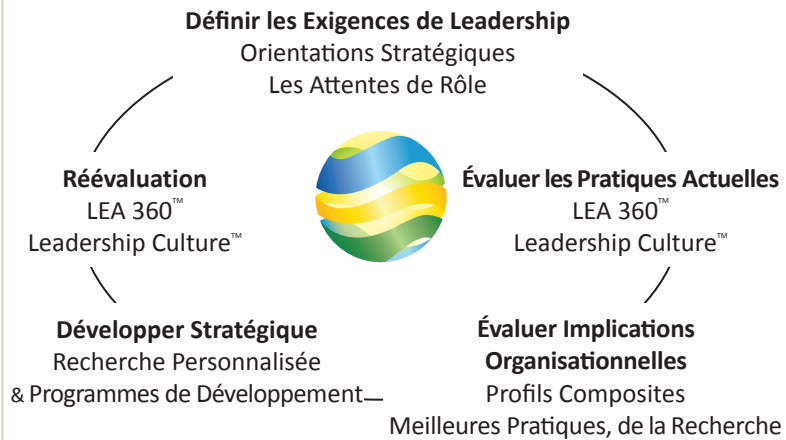 Définir les Exigences de Leadership
Orientations Stratégiques
Les Attentes de Rôle
Évaluer les Pratiques Actuelles
LEA 360™
Leadership Culture™
Évaluer Implications
Organisationnelles
Profils Composites
Meilleures Pratiques, de la Recherche
Développer Stratégique
Recherche Personnalisée
& Programmes de Développement
Réévaluation
LEA 360™
Leadership Culture™